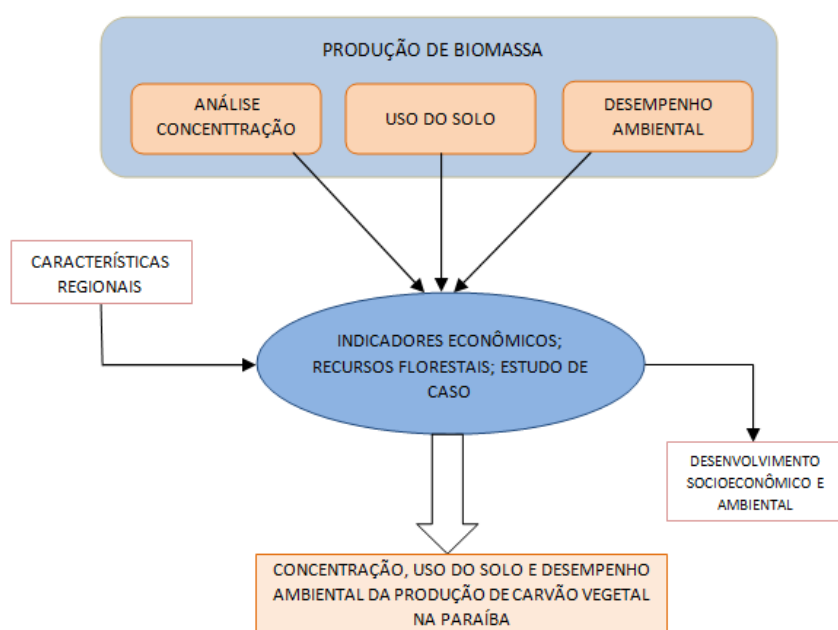 PRODUÇÃO DE BIOMASSA
ANÁLISE
CONCENTTRAÇÃO
USO DO SOLO
DESEMPENHO
AMBIENTAL
CARACTERÍSTICAS
REGIONAIS
INDICADORES ECONÔMICOS;
RECURSOS FLORESTAIS; ESTUDO DE
CASO
DESENVOLVIMENTO
SOCIOECONÔMICO E
AMBIENTAL
CONCENTRAÇÃO, USO DO SOLO E DESEMPENHO
AMBIENTAL DA PRODUÇÃO DE CARVÃO VEGETAL
NA PARAÍBA